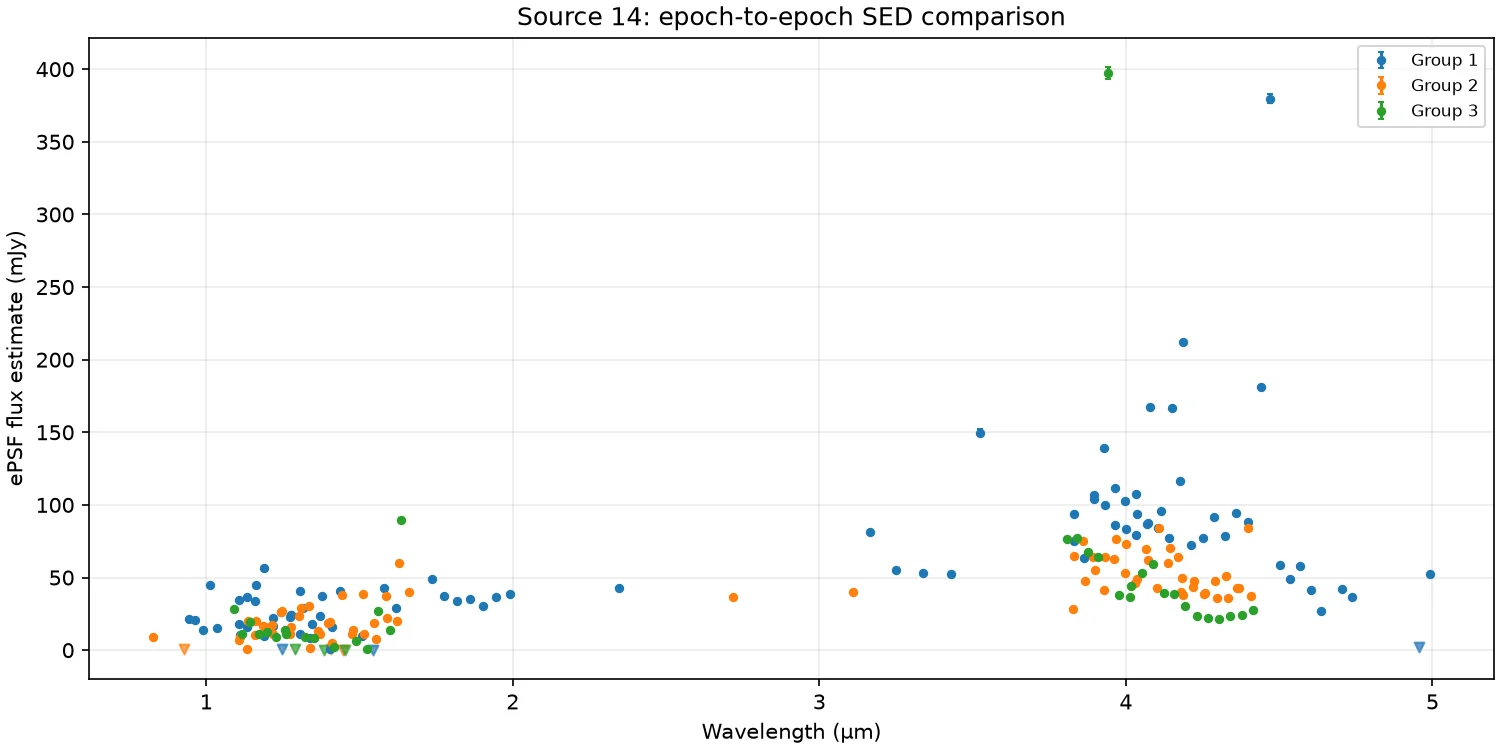 Source 14: epoch-to-epoch SED comparison
ePSF flux estimate (mJy)
400
350
300
250
200
150
100
50
0
Group 1
Group 2
Group 3
1 2 3 4 5
Wavelength (μm)